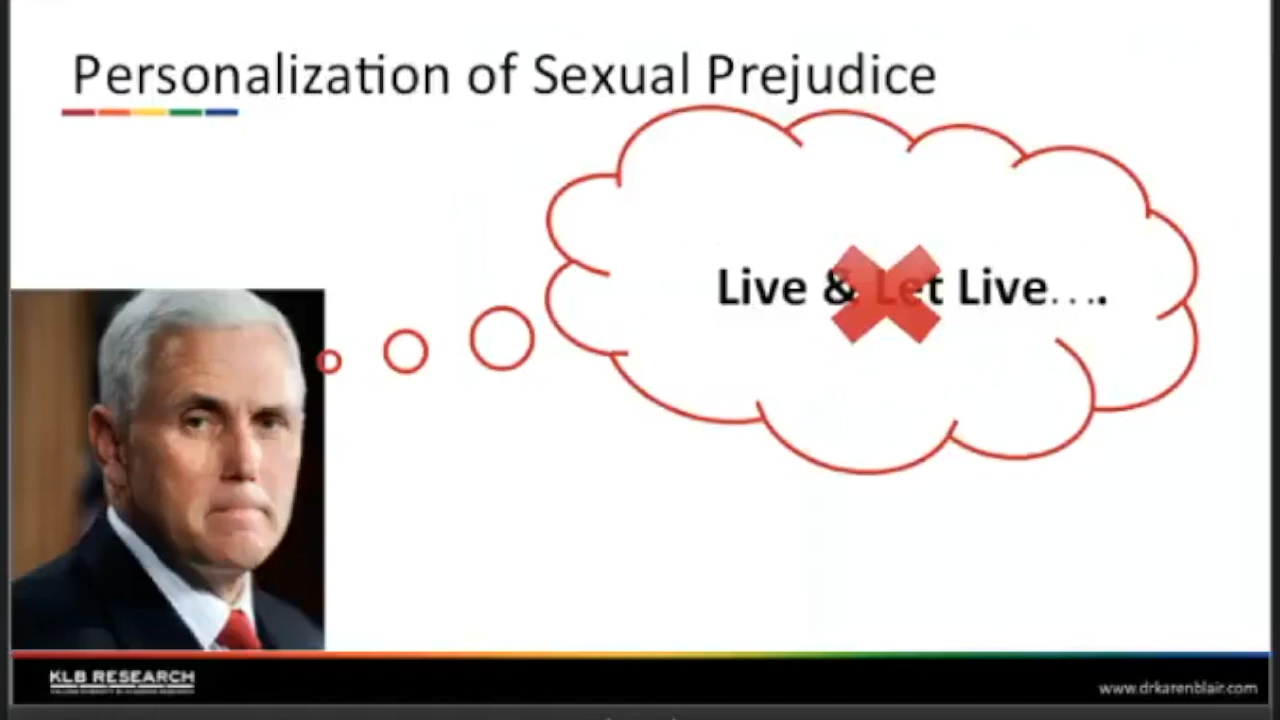 Personalization of Sexual Prejudice
Live & Let Live....
KLB RESEARCH
www.drkarenblair.com